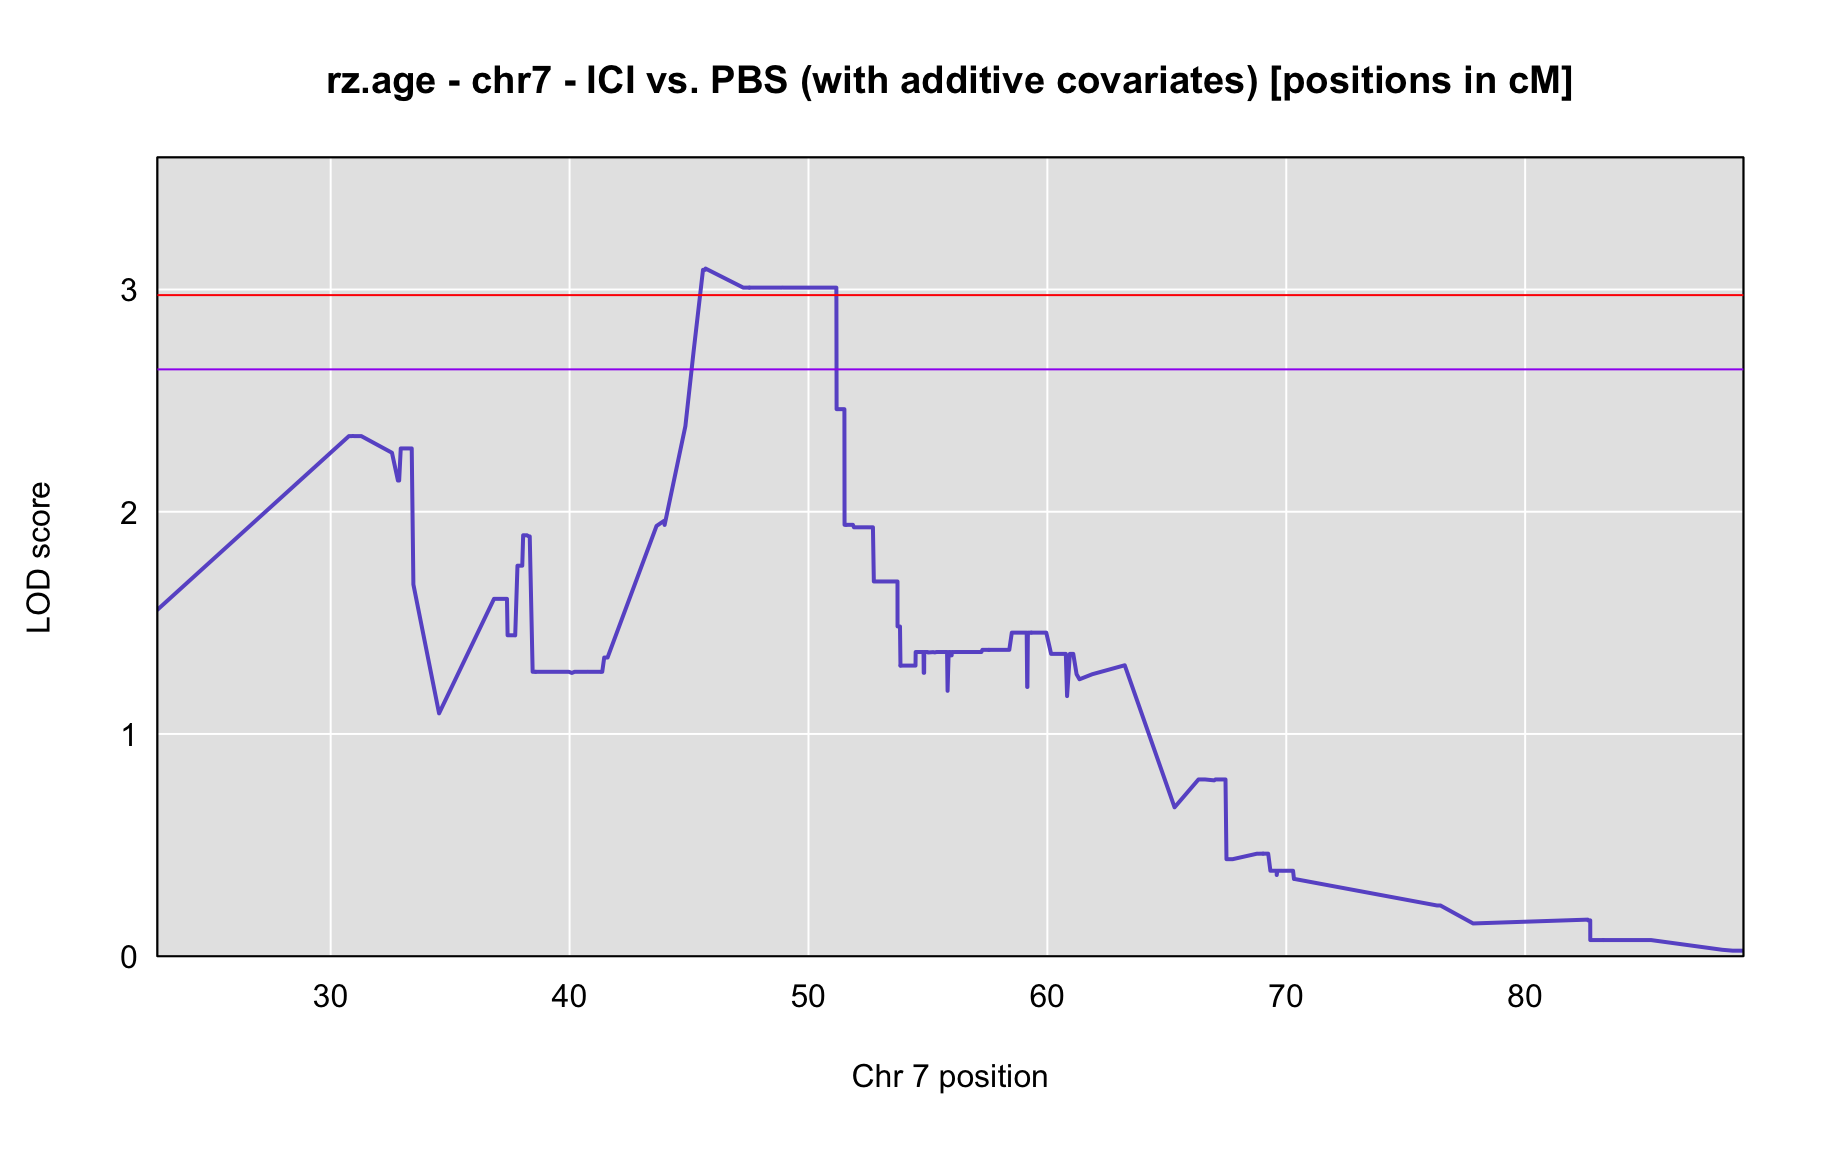 rz.age - chr7 - ICI vs. PBS (with additive covariates) [positions in cM]
LOD score
3
2
1
0
30 40 50 60 70 80
Chr 7 position